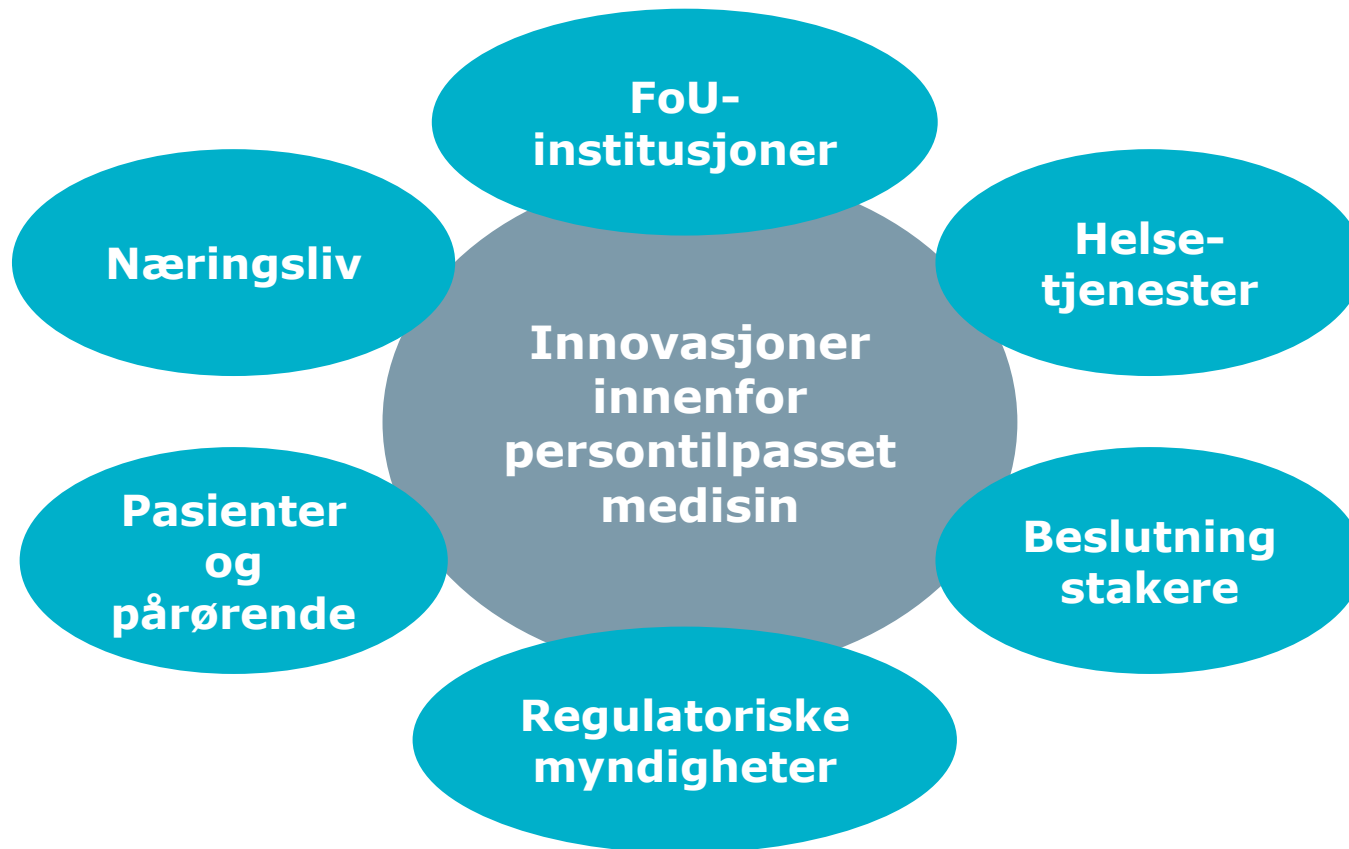 FoU-
institusjoner
Næringsliv
Helse-
tjenester
Innovasjoner
innenfor
persontilpasset
medisin
Pasienter
og
pårørende
Beslutning
stakere
Regulatoriske
myndigheter